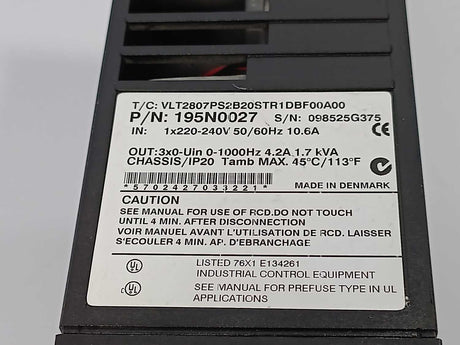 T/C: VLT2807PS2B20STR1DBF00A00
P/N: 195N0027 S/N: 098525G375
IN: 1x220-240V 50/60Hz 10.6A
CE
OUT: 3x0-Uin 0-1000Hz 4.2A 1.7 kVA
CHASSIS/IP20 Tamb MAX. 45°C/113°F
*5702427033221* MADE IN DENMARK
CAUTION
SEE MANUAL FOR USE OF RCD.DO NOT TOUCH
UNTIL 4 MIN. AFTER DISCONNECTION
VOIR MANUEL AVANT L'UTILISATION DE RCD. LAISSER
S'ECOULER 4 MIN. AP. D'EBRANCHAGE
UL LISTED 76X1 E134261
INDUSTRIAL CONTROL EQUIPMENT
c UL SEE MANUAL FOR PREFUSE TYPE IN UL
APPLICATIONS